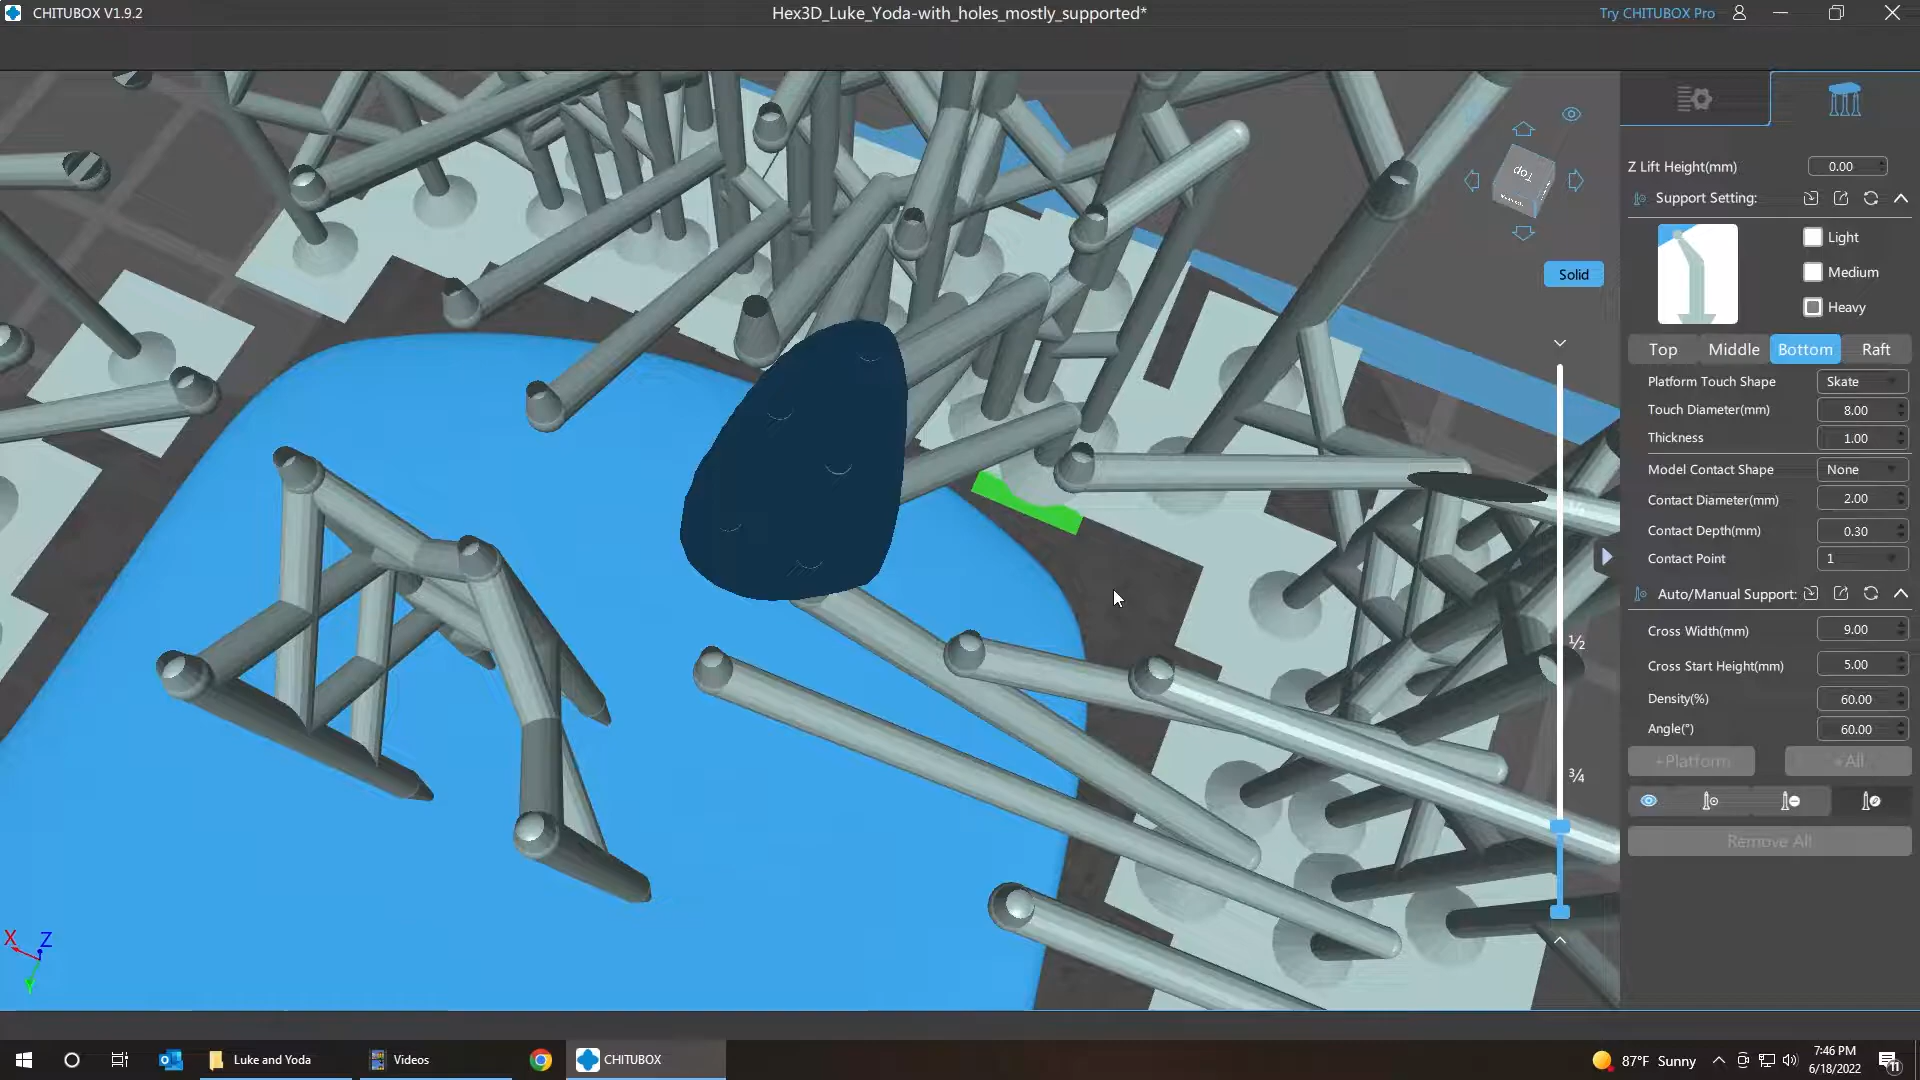 CHITUBOX V1.9.2
Hex3D_Luke_Yoda-with_holes_mostly_supported*
Try CHITUBOX Pro
Top
Solid
Z Lift Height(mm)
0.00
Support Setting:
Light
Medium
Heavy
Top
Middle
Bottom
Raft
Platform Touch Shape
Skate
Touch Diameter(mm)
8.00
Thickness
1.00
Model Contact Shape
None
Contact Diameter(mm)
2.00
Contact Depth(mm)
0.30
Contact Point
1
Auto/Manual Support:
Cross Width(mm)
9.00
Cross Start Height(mm)
5.00
Density(%)
60.00
Angle(°)
60.00
+Platform
+All
Remove All
½
¾
X
Z
Y
Luke and Yoda
Videos
CHITUBOX
87°F Sunny
7:46 PM
6/18/2022
11